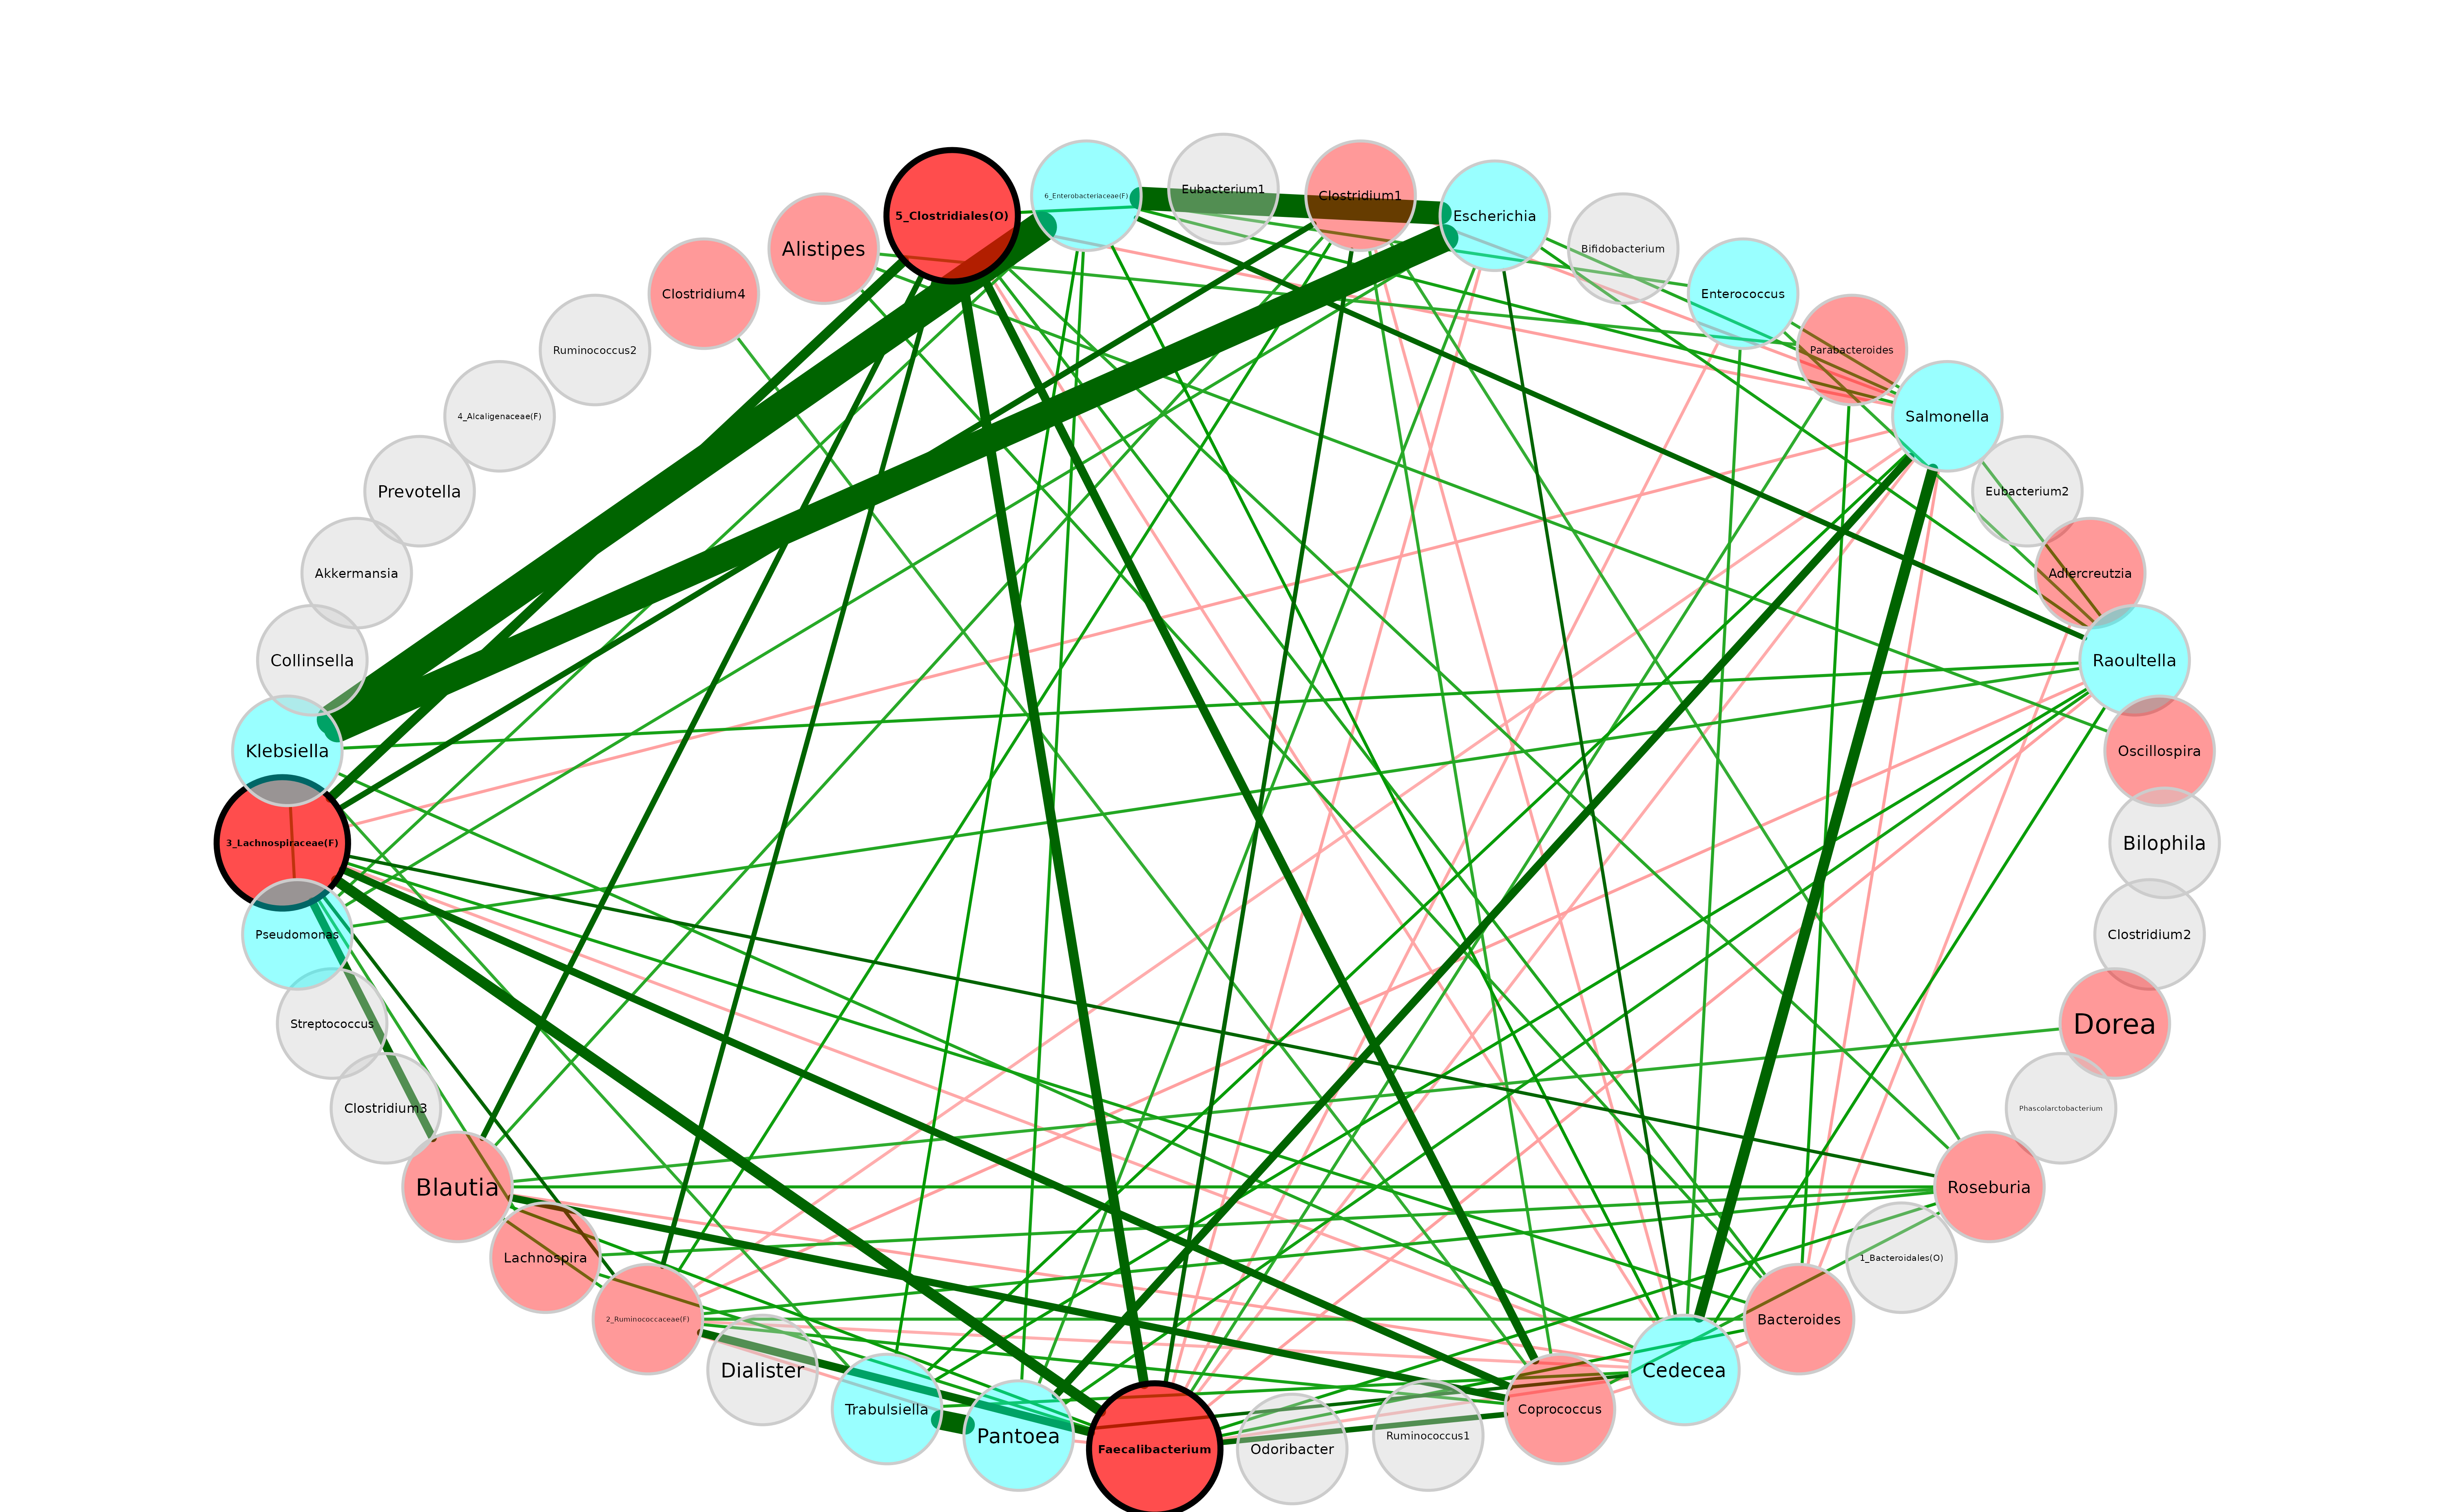 Eubacterium1
6_Enterobacteriaceae(F)
Clostridium1
5_Clostridiales(O)
Escherichia
Alistipes
Bifidobacterium
Clostridium4
Enterococcus
Ruminococcus2
Parabacteroides
4_Alcaligenaceae(F)
Salmonella
Prevotella
Eubacterium2
Akkermansia
Adlercreutzia
Collinsella
Raoultella
Klebsiella
Oscillospira
3_Lachnospiraceae(F)
Bilophila
Pseudomonas
Clostridium2
Streptococcus
Dorea
Clostridium3
Phascolarctobacterium
Blautia
Roseburia
Lachnospira
1_Bacteroidales(O)
2_Ruminococcaceae(F)
Bacteroides
Dialister
Cedecea
Trabulsiella
Coprococcus
Pantoea
Ruminococcus1
Faecalibacterium
Odoribacter